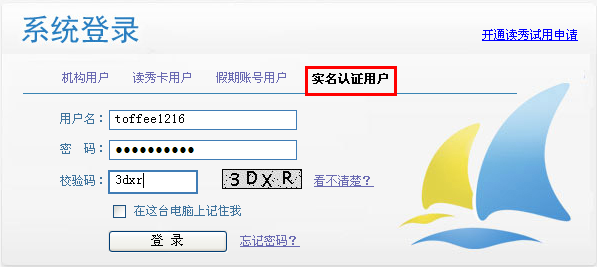 系统登录
开通读秀试用申请
机构用户 读秀卡用户 假期账号用户 实名认证用户
用户名： toffee1216
密 码： ●●●●●●●●●●
校验码： 3dxr 3DXR 看不清楚？
在这台电脑上记住我
登 录 忘记密码？